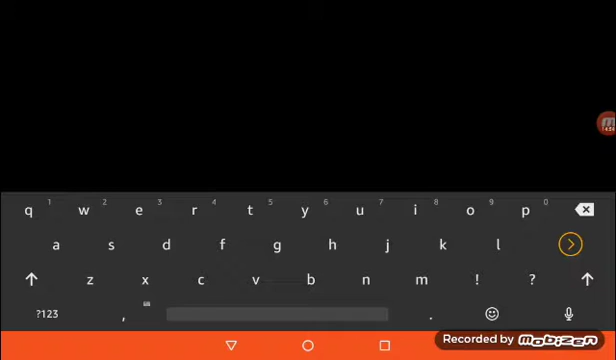 q 1 w 2 e 3 r 4 t 5 y 6 u 7 i 8 o 9 p 0
a s d f g h j k l
z x c v b n m ! ?
?123 , .
Recorded by mobizen